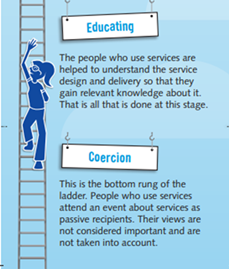 Educating
The people who use services are
helped to understand the service
design and delivery so that they
gain relevant knowledge about it.
That is all that is done at this stage.
Coercion
This is the bottom rung of the
ladder. People who use services
attend an event about services as
passive recipients. Their views are
not considered important and are
not taken into account.